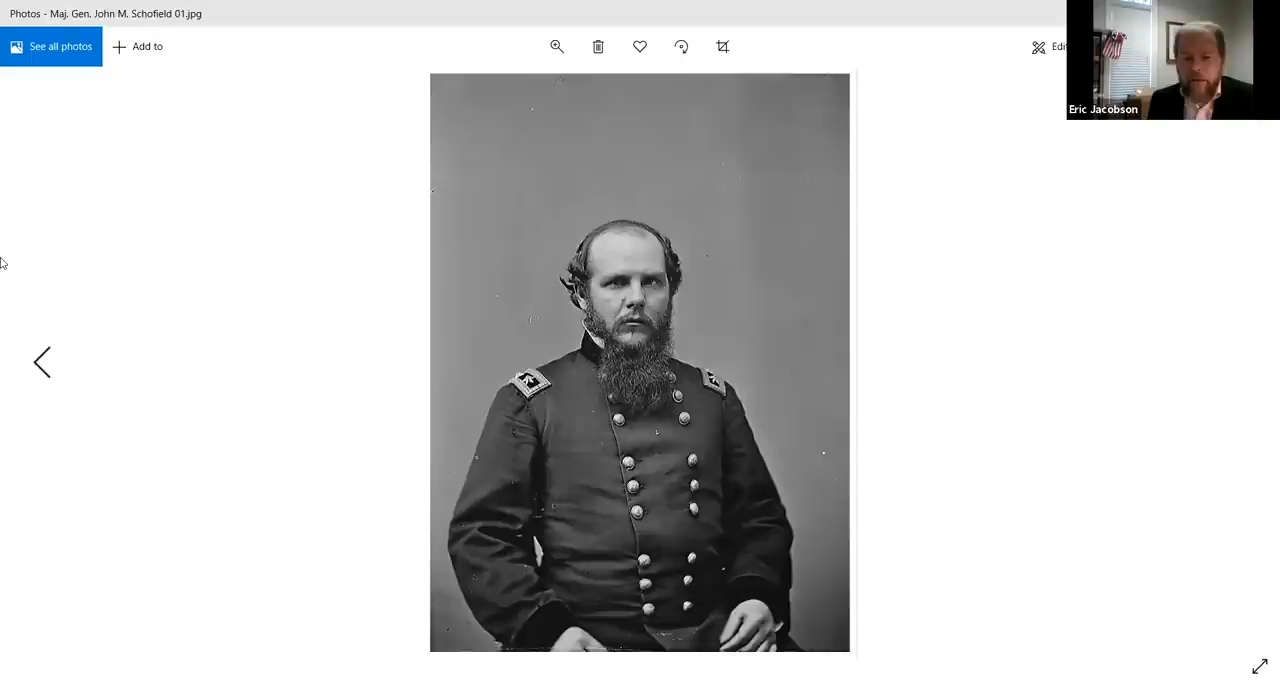 Photos - Maj. Gen. John M. Schofield 01.jpg
See all photos
Add to
Eric Jacobson